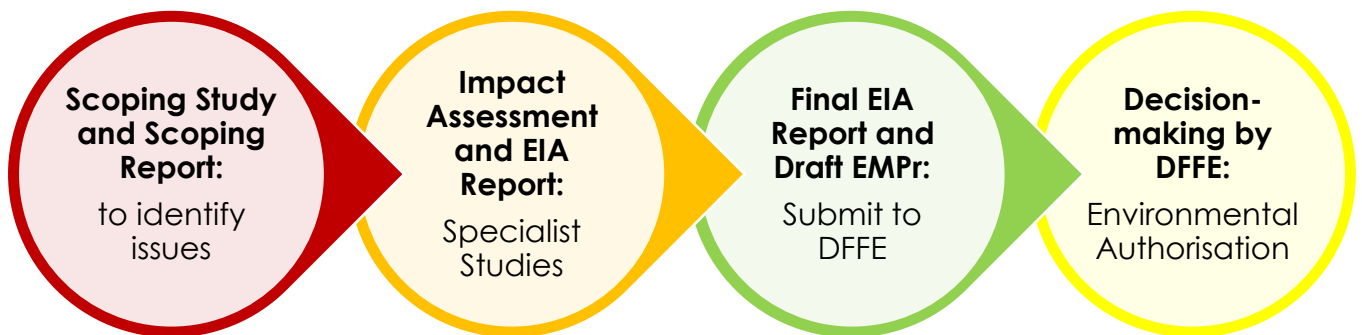 Scoping Study
and Scoping
Report:
to identify
issues
Impact
Assessment
and EIA
Report:
Specialist
Studies
Final EIA
Report and
Draft EMPr:
Submit to
DFFE
Decision-
making by
DFFE:
Environmental
Authorisation